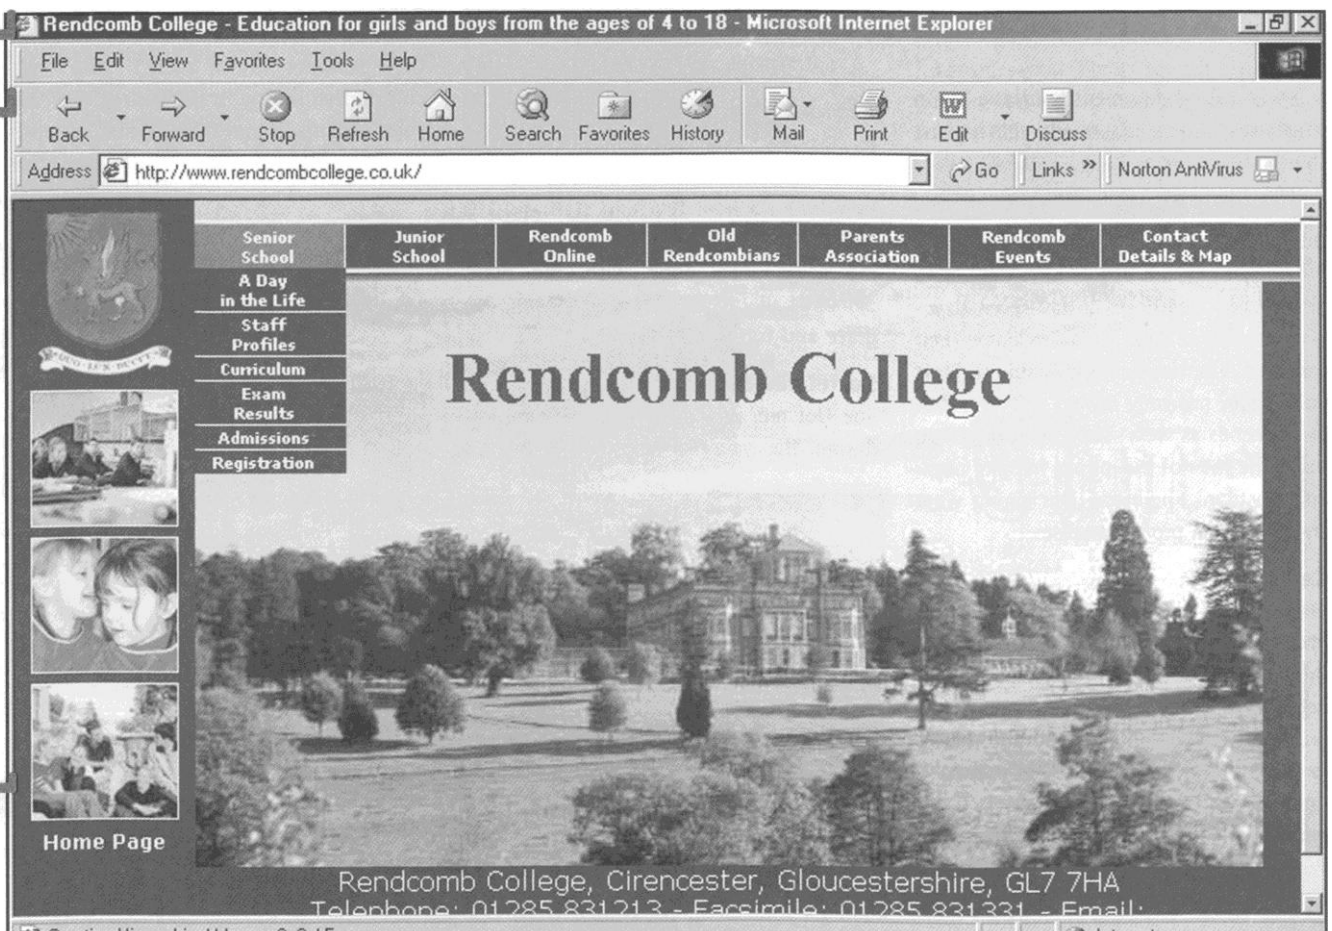 Rendcomb College - Education for girls and boys from the ages of 4 to 18 - Microsoft Internet Explorer
File Edit View Favorites Tools Help
Back Forward Stop Refresh Home Search Favorites History Mail Print Edit Discuss
Address http://www.rendcombcollege.co.uk/ Go Links » Norton AntiVirus
Senior School
Junior School
Rendcomb Online
Old Rendcombians
Parents Association
Rendcomb Events
Contact Details & Map
A Day in the Life
Staff Profiles
Curriculum
Exam Results
Admissions
Registration
QUO · LUX · DUCIT
Rendcomb College
Home Page
Rendcomb College, Cirencester, Gloucestershire, GL7 7HA
Telephone: 01285 831213 - Facsimile: 01285 831331 - Email: